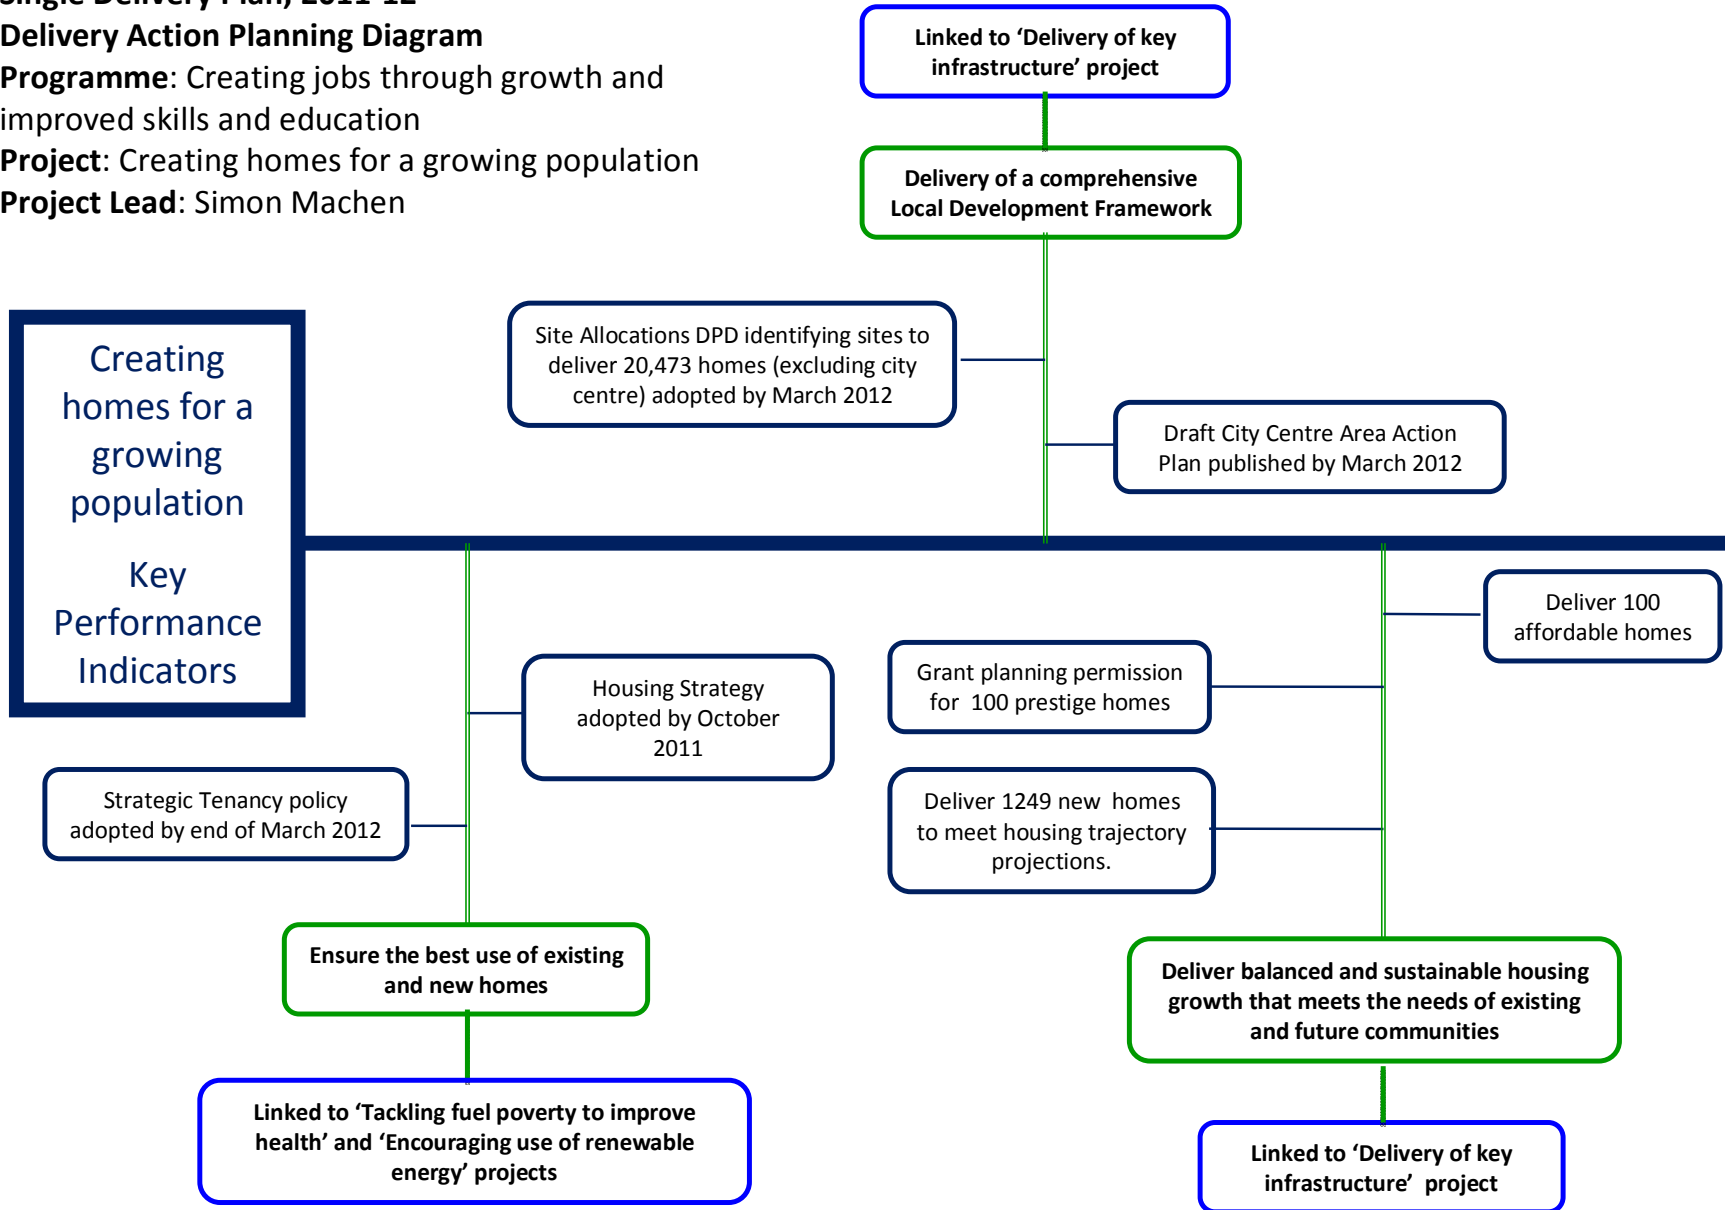 Single Delivery Plan, 2011-12
Delivery Action Planning Diagram
Programme: Creating jobs through growth and
improved skills and education
Project: Creating homes for a growing population
Project Lead: Simon Machen
Linked to ‘Delivery of key
infrastructure’ project
Delivery of a comprehensive
Local Development Framework
Site Allocations DPD identifying sites to
deliver 20,473 homes (excluding city
centre) adopted by March 2012
Draft City Centre Area Action
Plan published by March 2012
Creating
homes for a
growing
population
Key
Performance
Indicators
Deliver 100
affordable homes
Grant planning permission
for 100 prestige homes
Housing Strategy
adopted by October
2011
Strategic Tenancy policy
adopted by end of March 2012
Deliver 1249 new homes
to meet housing trajectory
projections.
Ensure the best use of existing
and new homes
Deliver balanced and sustainable housing
growth that meets the needs of existing
and future communities
Linked to ‘Tackling fuel poverty to improve
health’ and ‘Encouraging use of renewable
energy’ projects
Linked to ‘Delivery of key
infrastructure’ project